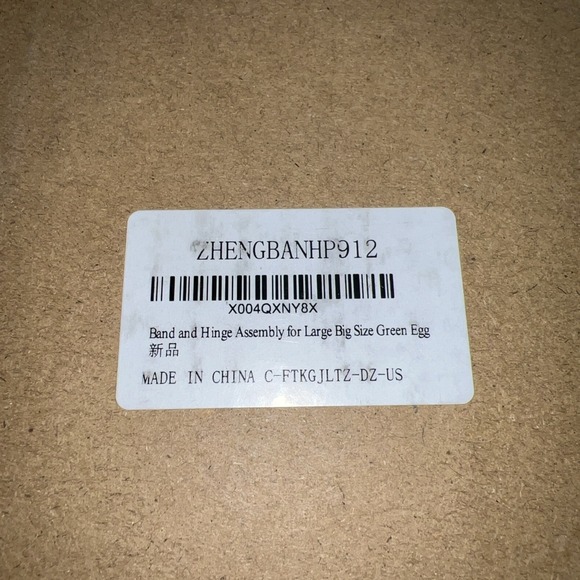 ZHENGBANHP912
X004QXNY8X
Band and Hinge Assembly for Large Big Size Green Egg
新品
MADE IN CHINA C-FTKGJLTZ-DZ-US